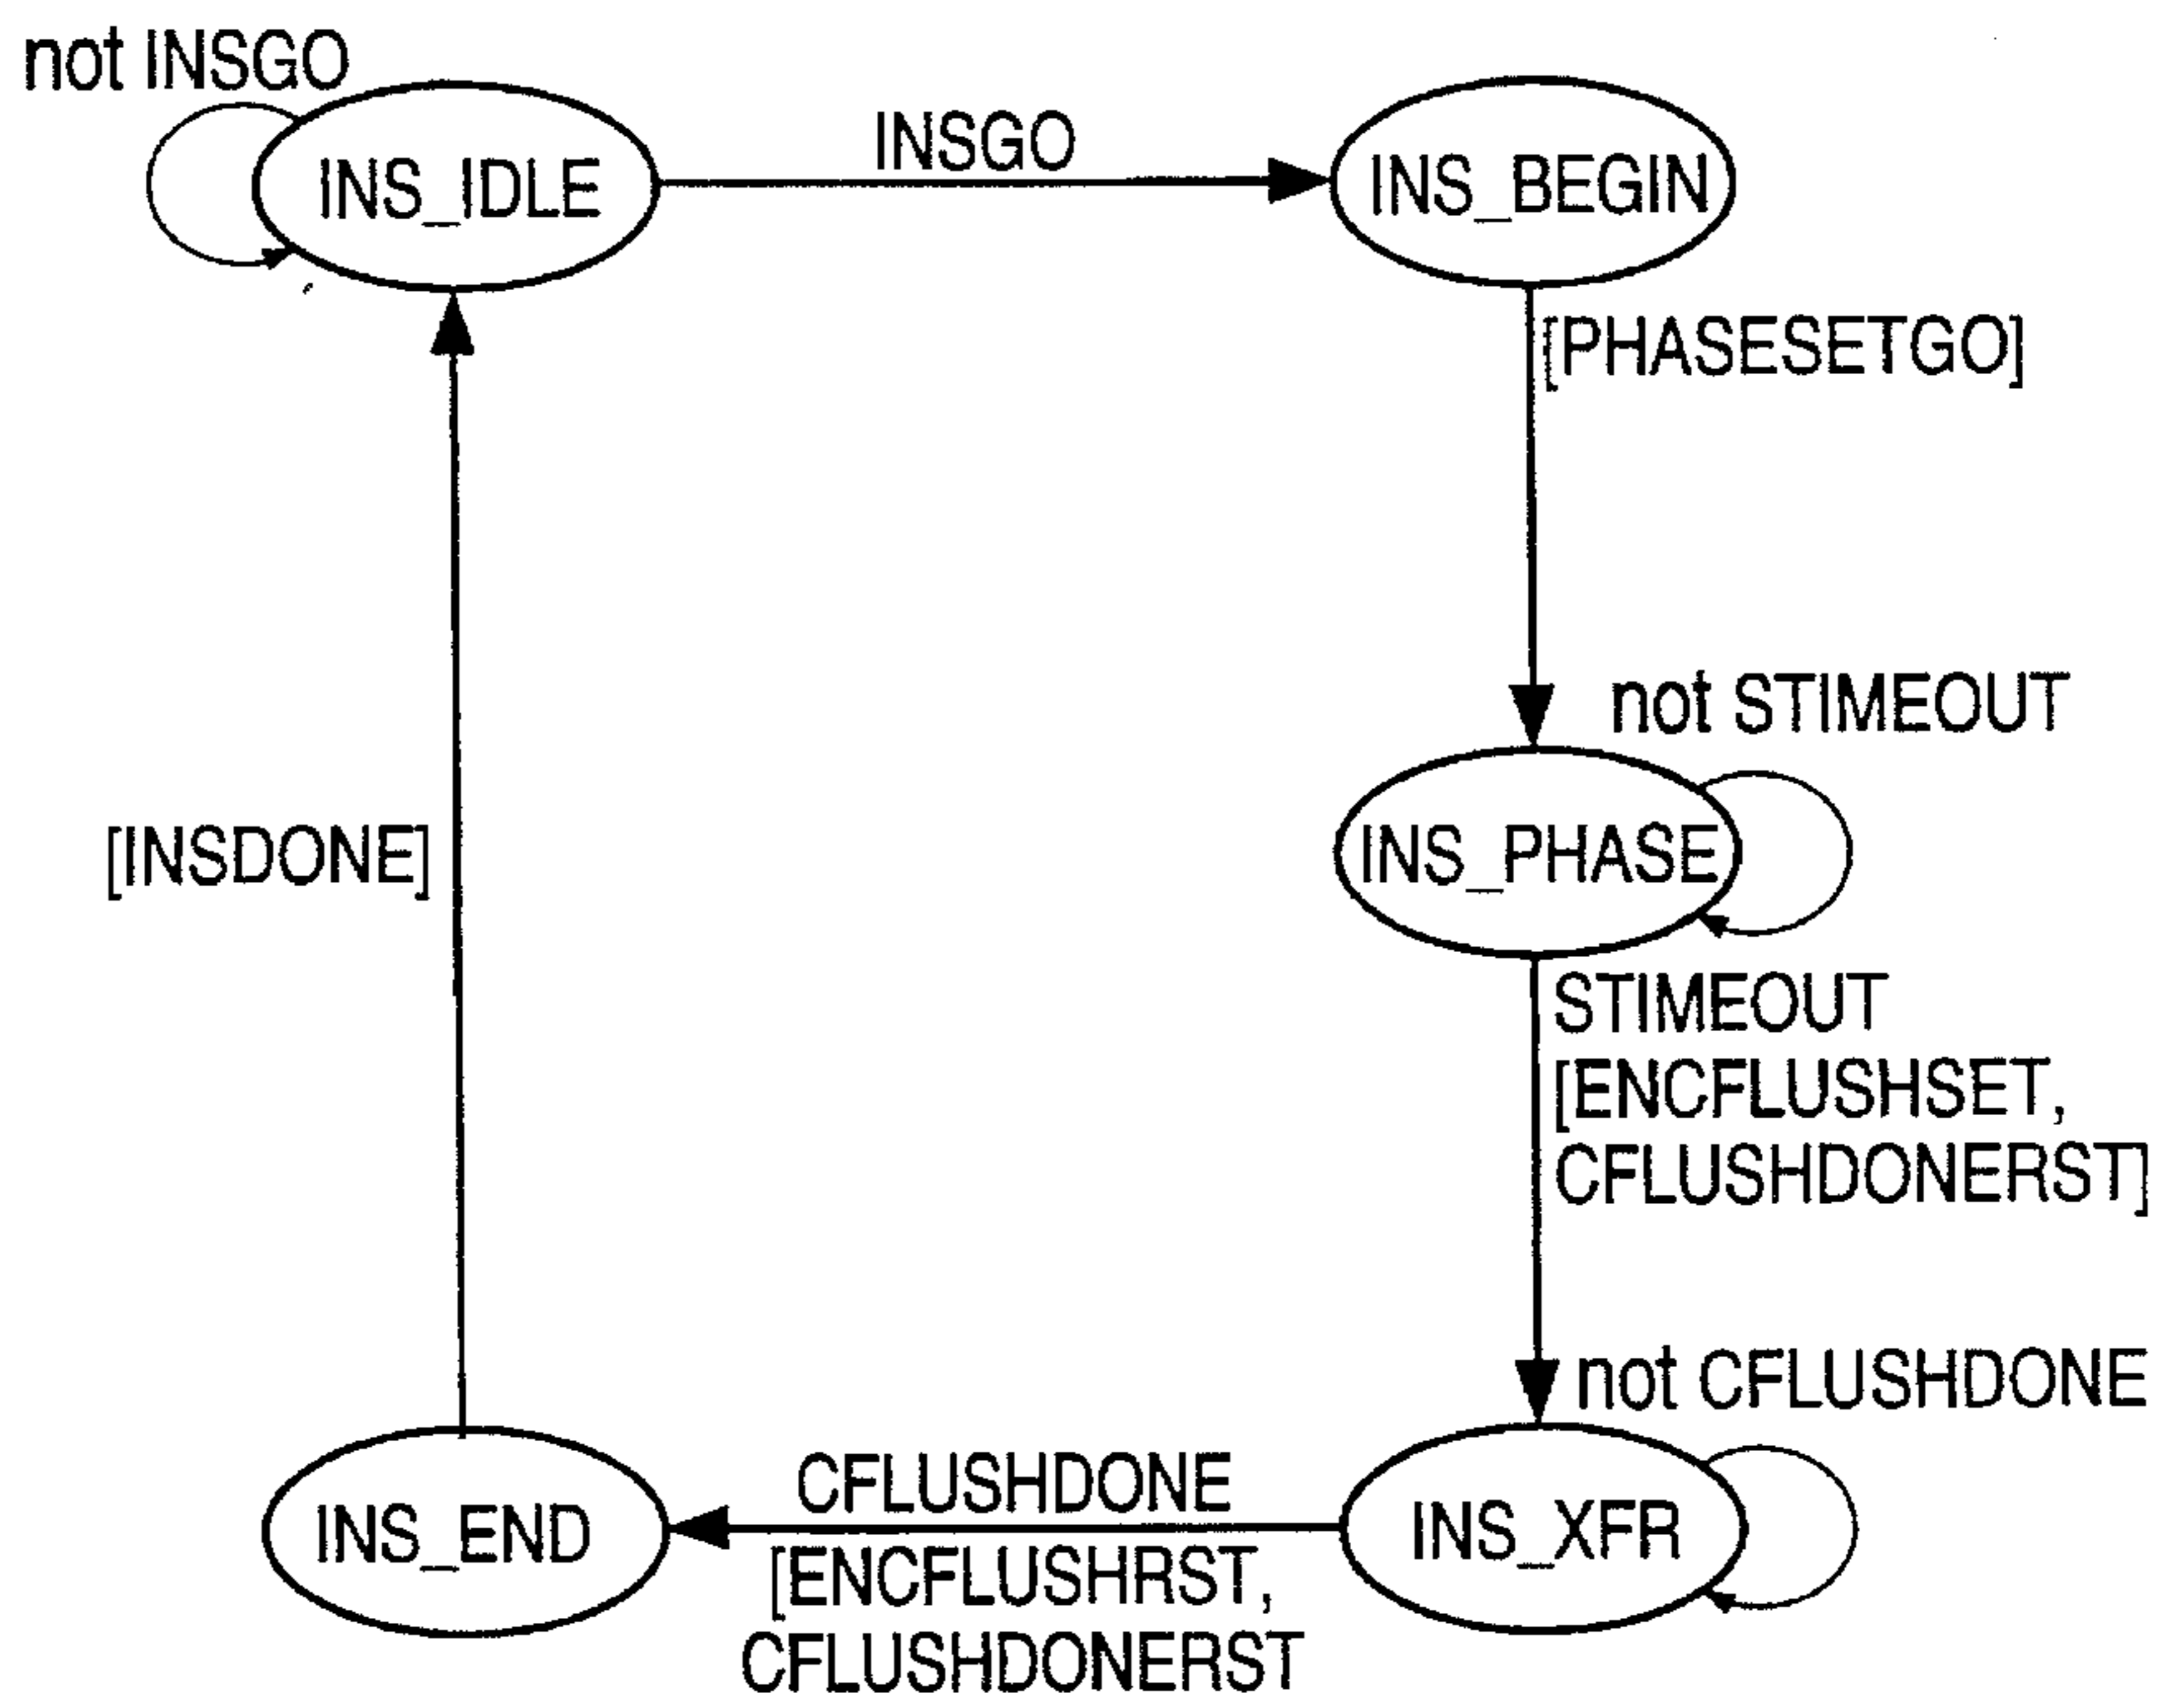 not INSGO
INS_IDLE
INSGO
INS_BEGIN
[PHASESETGO]
not STIMEOUT
[INSDONE]
INS_PHASE
STIMEOUT
[ENCFLUSHSET,
CFLUSHDONERST]
not CFLUSHDONE
INS_END
CFLUSHDONE
[ENCFLUSHRST,
CFLUSHDONERST
INS_XFR